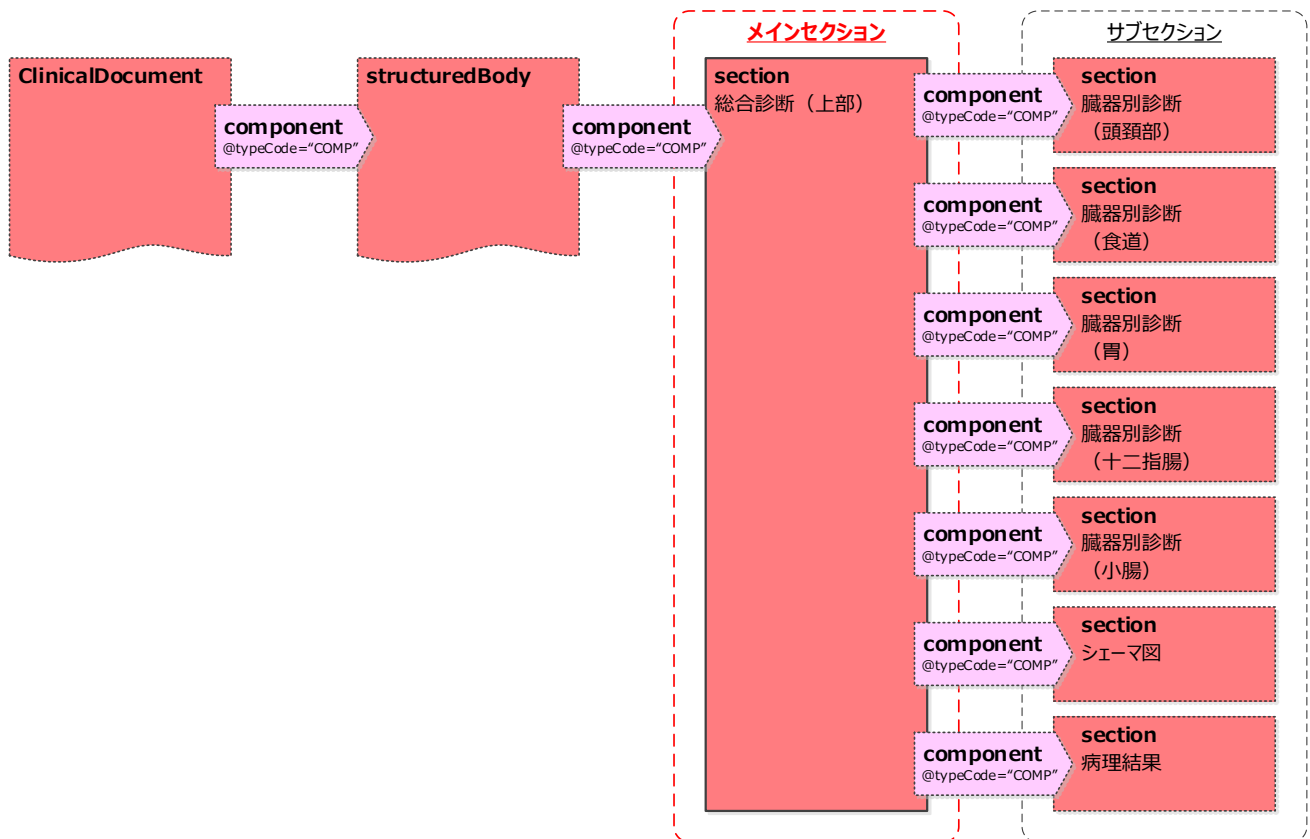 メインセクション
サブセクション
ClinicalDocument
component
@typeCode=“COMP”
structuredBody
component
@typeCode=“COMP”
section
総合診断（上部）
component
@typeCode=“COMP”
section
臓器別診断
（頭頚部）
component
@typeCode=“COMP”
section
臓器別診断
（食道）
component
@typeCode=“COMP”
section
臓器別診断
（胃）
component
@typeCode=“COMP”
section
臓器別診断
（十二指腸）
component
@typeCode=“COMP”
section
臓器別診断
（小腸）
component
@typeCode=“COMP”
section
シェーマ図
component
@typeCode=“COMP”
section
病理結果